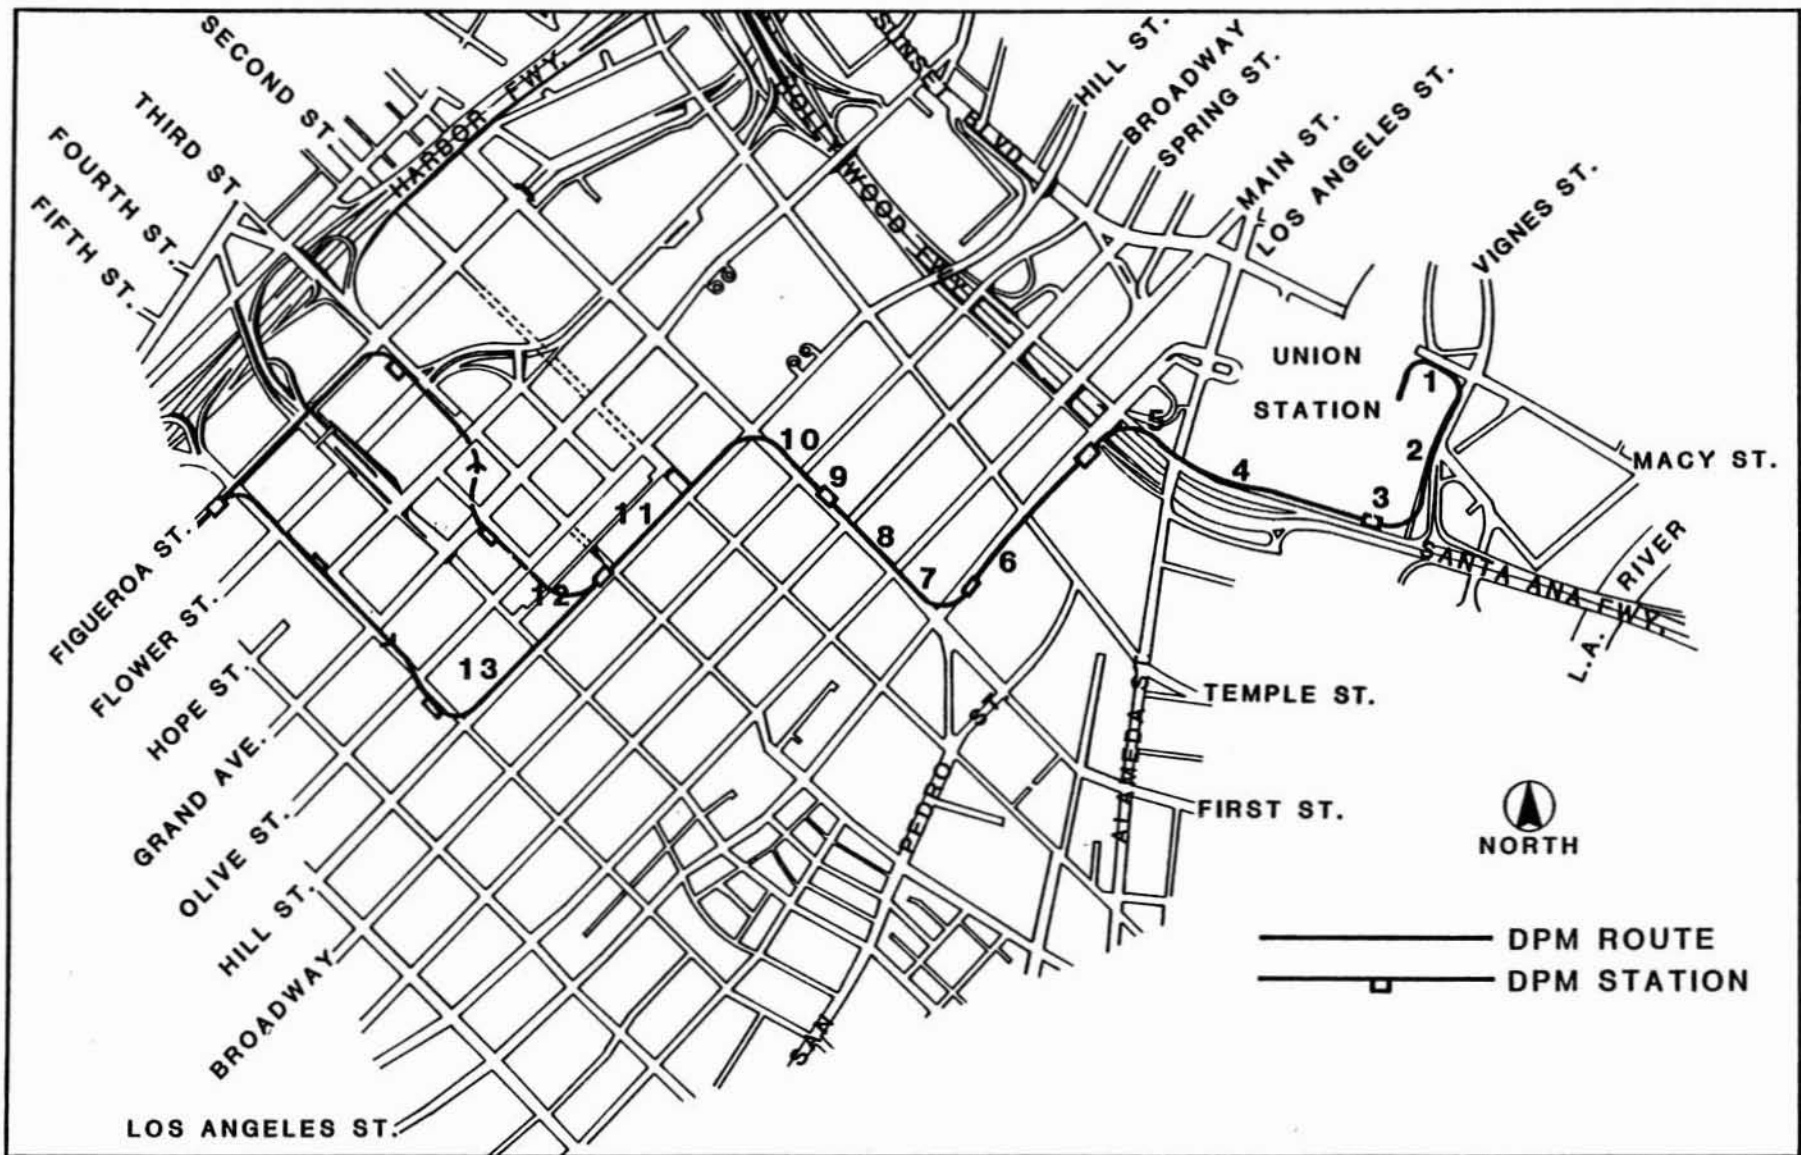 SECOND ST.
THIRD ST.
FOURTH ST.
FIFTH ST.
HARBOR FWY.
HOLLYWOOD FWY.
SUNSET BLVD.
HILL ST.
BROADWAY
SPRING ST.
MAIN ST.
LOS ANGELES ST.
VIGNES ST.
UNION
STATION
MACY ST.
1
2
3
4
5
6
7
8
9
10
11
12
13
SANTA ANA FWY.
L.A. RIVER
FIGUEROA ST.
FLOWER ST.
HOPE ST.
GRAND AVE.
OLIVE ST.
HILL ST.
BROADWAY
LOS ANGELES ST.
SAN PEDRO ST.
ALAMEDA ST.
TEMPLE ST.
FIRST ST.
NORTH
DPM ROUTE
DPM STATION